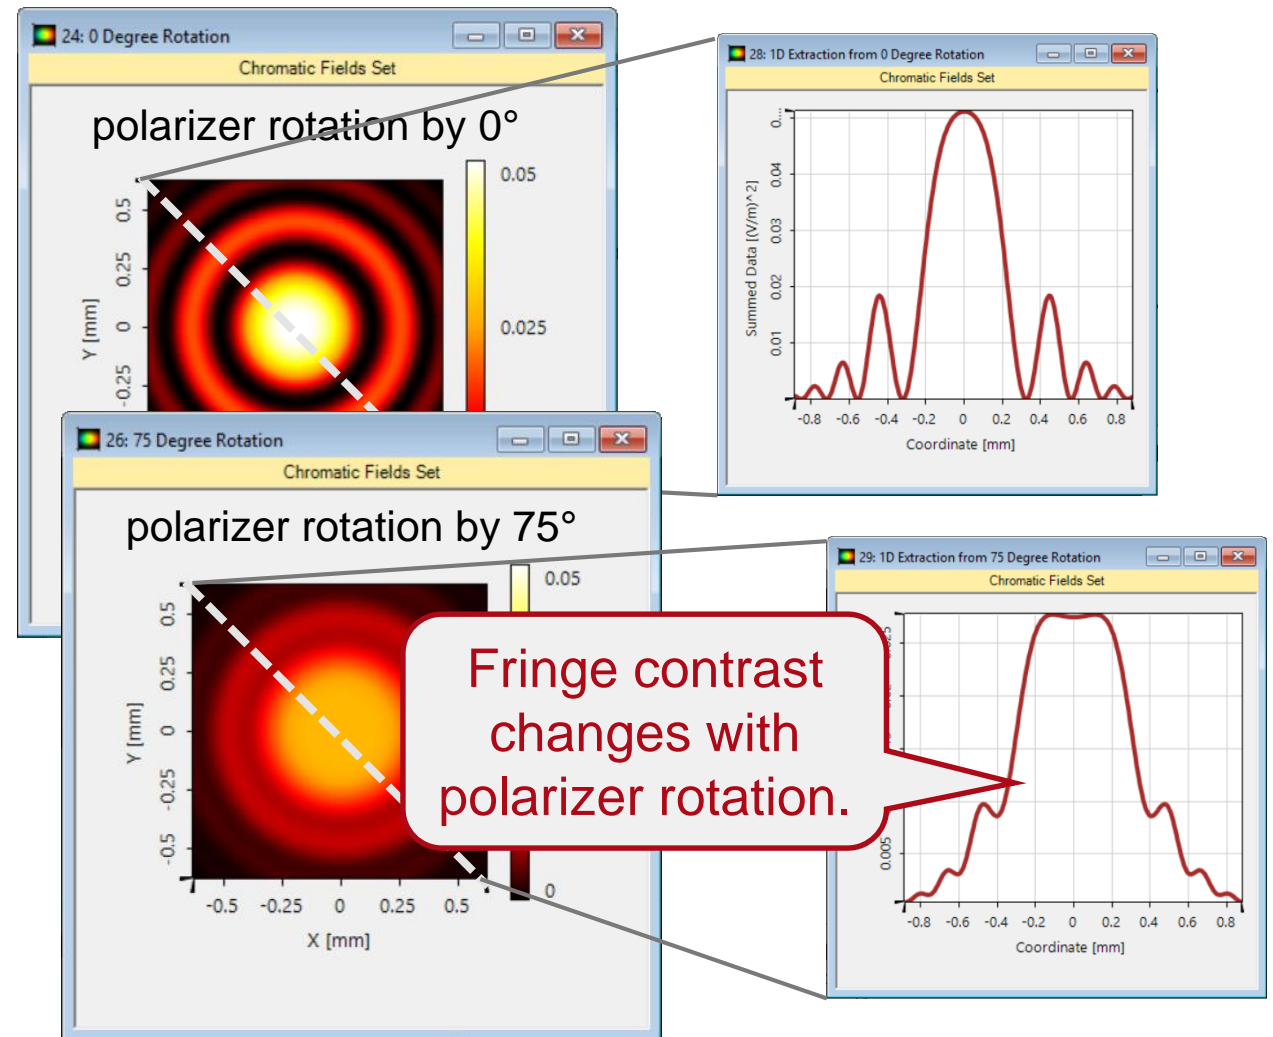 24: 0 Degree Rotation
Chromatic Fields Set
polarizer rotation by 0°
0.05
0.025
0.5
0.25
0
-0.25
Y [mm]
28: 1D Extraction from 0 Degree Rotation
Chromatic Fields Set
0...
0.04
0.03
0.02
0.01
Summed Data [(V/m)^2]
-0.8 -0.6 -0.4 -0.2 0 0.2 0.4 0.6 0.8
Coordinate [mm]
26: 75 Degree Rotation
Chromatic Fields Set
polarizer rotation by 75°
0.05
0
0.5
0.25
0
-0.25
-0.5
Y [mm]
-0.5 -0.25 0 0.25 0.5
X [mm]
Fringe contrast
changes with
polarizer rotation.
29: 1D Extraction from 75 Degree Rotation
Chromatic Fields Set
0.005
-0.8 -0.6 -0.4 -0.2 0 0.2 0.4 0.6 0.8
Coordinate [mm]